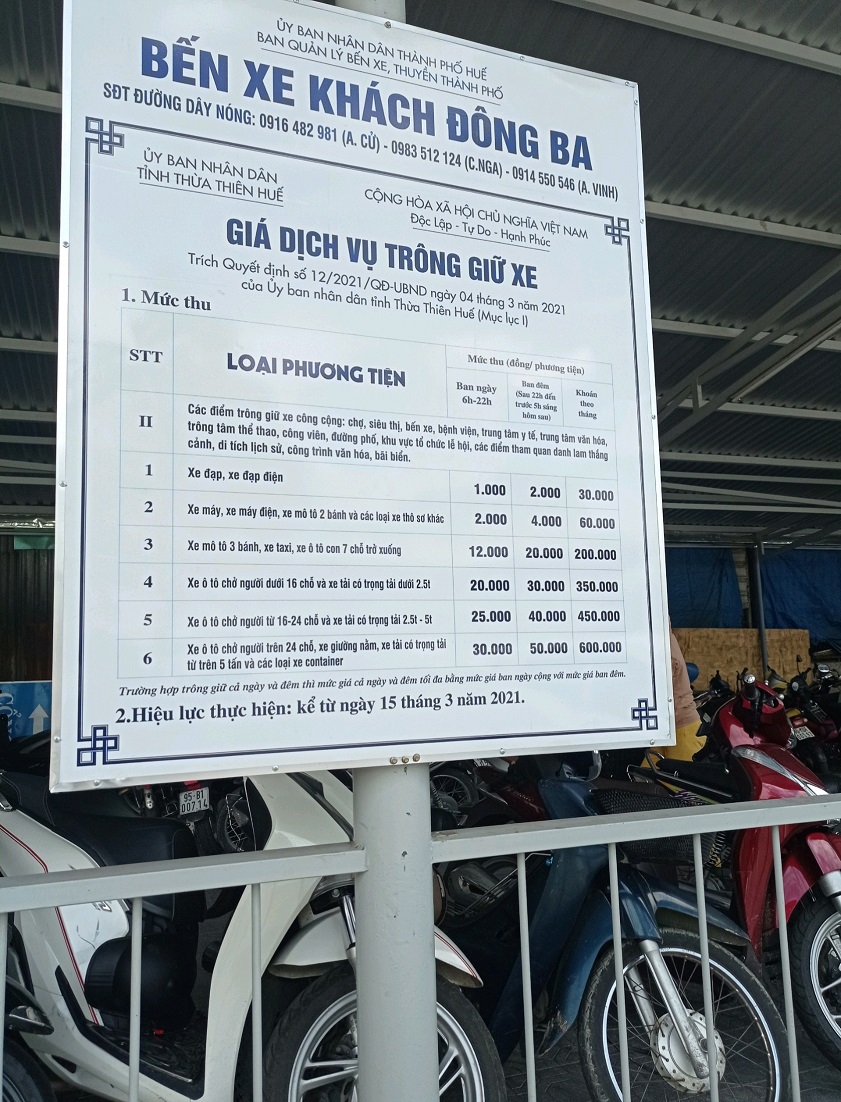 ỦY BAN NHÂN DÂN THÀNH PHỐ HUẾ
BAN QUẢN LÝ BẾN XE, THUYỀN THÀNH PHỐ
BẾN XE KHÁCH ĐÔNG BA
SĐT ĐƯỜNG DÂY NÓNG: 0916 482 981 (A. CỬ) - 0983 512 124 (C.NGA) - 0914 550 546 (A. VINH)
ỦY BAN NHÂN DÂN
TỈNH THỪA THIÊN HUẾ
CỘNG HÒA XÃ HỘI CHỦ NGHĨA VIỆT NAM
Độc Lập - Tự Do - Hạnh Phúc
GIÁ DỊCH VỤ TRÔNG GIỮ XE
Trích Quyết định số 12/2021/QĐ-UBND ngày 04 tháng 3 năm 2021
của Ủy ban nhân dân tỉnh Thừa Thiên Huế (Mục lục I)
1. Mức thu
STT LOẠI PHƯƠNG TIỆN Mức thu (đồng/ phương tiện)
Ban ngày
6h-22h
Ban đêm
(Sau 22h đến
trước 5h sáng
hôm sau)
Khoán
theo
tháng
II Các điểm trông giữ xe công cộng: chợ, siêu thị, bến xe, bệnh viện, trung tâm y tế, trung tâm văn hóa,
trông tâm thể thao, công viên, đường phố, khu vực tổ chức lễ hội, các điểm tham quan danh lam thắng
cảnh, di tích lịch sử, công trình văn hóa, bãi biển.
1 Xe đạp, xe đạp điện 1.000 2.000 30.000
2 Xe máy, xe máy điện, xe mô tô 2 bánh và các loại xe thô sơ khác 2.000 4.000 60.000
3 Xe mô tô 3 bánh, xe taxi, xe ô tô con 7 chỗ trở xuống 12.000 20.000 200.000
4 Xe ô tô chở người dưới 16 chỗ và xe tải có trọng tải dưới 2.5t 20.000 30.000 350.000
5 Xe ô tô chở người từ 16-24 chỗ và xe tải có trọng tải 2.5t - 5t 25.000 40.000 450.000
6 Xe ô tô chở người trên 24 chỗ, xe giường nằm, xe tải có trọng tải
từ trên 5 tấn và các loại xe container 30.000 50.000 600.000
Trường hợp trông giữ cả ngày và đêm thì mức giá cả ngày và đêm tối đa bằng mức giá ban ngày cộng với mức giá ban đêm.
2.Hiệu lực thực hiện: kể từ ngày 15 tháng 3 năm 2021.
95-B1
007.14